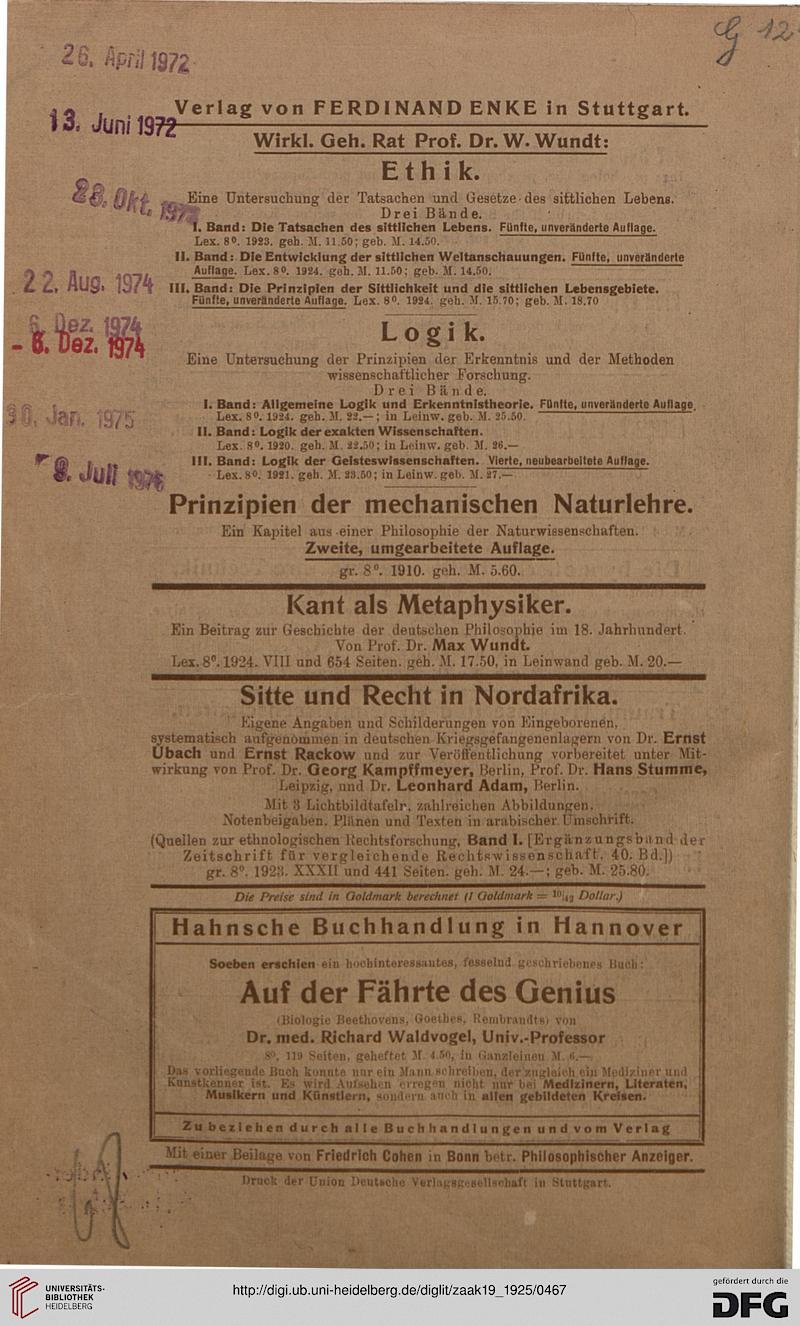 G 12
26. April 1972
Verlag von FERDINAND ENKE in Stuttgart.
13. Juni 1972
Wirkl. Geh. Rat Prof. Dr. W. Wundt:
Ethik.
28. Okt. 197
Eine Untersuchung der Tatsachen und Gesetze des sittlichen Lebens.
Drei Bände.
I. Band: Die Tatsachen des sittlichen Lebens. Fünfte, unveränderte Auflage.
Lex. 8⁰. 1923. geh. M. 11.50; geb. M. 14.50.
II. Band: Die Entwicklung der sittlichen Weltanschauungen. Fünfte, unveränderte
Auflage. Lex. 8⁰. 1924. geh. M. 11.50; geb. M. 14.50.
22. Aug. 1974
III. Band: Die Prinzipien der Sittlichkeit und die sittlichen Lebensgebiete.
Fünfte, unveränderte Auflage. Lex. 8⁰. 1924. geh. M. 15.70; geb. M. 18.70
6. Dez. 1974
- 6. Dez. 1974
Logik.
Eine Untersuchung der Prinzipien der Erkenntnis und der Methoden
wissenschaftlicher Forschung.
Drei Bände.
I. Band: Allgemeine Logik und Erkenntnistheorie. Fünfte, unveränderte Auflage.
Lex. 8⁰. 1924. geh. M. 22.—; in Leinw. geb. M. 25.50.
30. Jan. 1975
II. Band: Logik der exakten Wissenschaften.
Lex. 8⁰. 1920. geh. M. 22.50; in Leinw. geb. M. 26.—
III. Band: Logik der Geisteswissenschaften. Vierte, neubearbeitete Auflage.
Lex. 8⁰. 1921. geh. M. 23.50; in Leinw. geb. M. 27.—
9. Juli 1976
Prinzipien der mechanischen Naturlehre.
Ein Kapitel aus einer Philosophie der Naturwissenschaften.
Zweite, umgearbeitete Auflage.
gr. 8⁰. 1910. geh. M. 5.60.
Kant als Metaphysiker.
Ein Beitrag zur Geschichte der deutschen Philosophie im 18. Jahrhundert.
Von Prof. Dr. Max Wundt.
Lex. 8⁰. 1924. VIII und 654 Seiten. geh. M. 17.50, in Leinwand geb. M. 20.—
Sitte und Recht in Nordafrika.
Eigene Angaben und Schilderungen von Eingeborenen,
systematisch aufgenommen in deutschen Kriegsgefangenenlagern von Dr. Ernst
Ubach und Ernst Rackow und zur Veröffentlichung vorbereitet unter Mit-
wirkung von Prof. Dr. Georg Kampffmeyer, Berlin, Prof. Dr. Hans Stumme,
Leipzig, und Dr. Leonhard Adam, Berlin.
Mit 3 Lichtbildtafeln, zahlreichen Abbildungen,
Notenbeigaben, Plänen und Texten in arabischer Umschrift.
(Quellen zur ethnologischen Rechtsforschung, Band I. [Ergänzungsband der
Zeitschrift für vergleichende Rechtswissenschaft. 40. Bd.])
gr. 8⁰. 1923. XXXII und 441 Seiten. geh. M. 24.—; geb. M. 25.80.
Die Preise sind in Goldmark berechnet (1 Goldmark = 10/42 Dollar.)
Hahnsche Buchhandlung in Hannover
Soeben erschien ein hochinteressantes, fesselnd geschriebenes Buch:
Auf der Fährte des Genius
(Biologie Beethovens, Goethes, Rembrandts) von
Dr. med. Richard Waldvogel, Univ.-Professor
8⁰, 119 Seiten, geheftet M. 4.50, in Ganzleinen M. 6.—
Das vorliegende Buch konnte nur ein Mann schreiben, der zugleich ein Mediziner und
Kunstkenner ist. Es wird Aufsehen erregen nicht nur bei Medizinern, Literaten,
Musikern und Künstlern, sondern auch in allen gebildeten Kreisen.
Zu beziehen durch alle Buchhandlungen und vom Verlag
Mit einer Beilage von Friedrich Cohen in Bonn betr. Philosophischer Anzeiger.
Druck der Union Deutsche Verlagsgesellschaft in Stuttgart.
UNIVERSITÄTS-
BIBLIOTHEK
HEIDELBERG
http://digi.ub.uni-heidelberg.de/diglit/zaak19_1925/0467
gefördert durch die
DFG